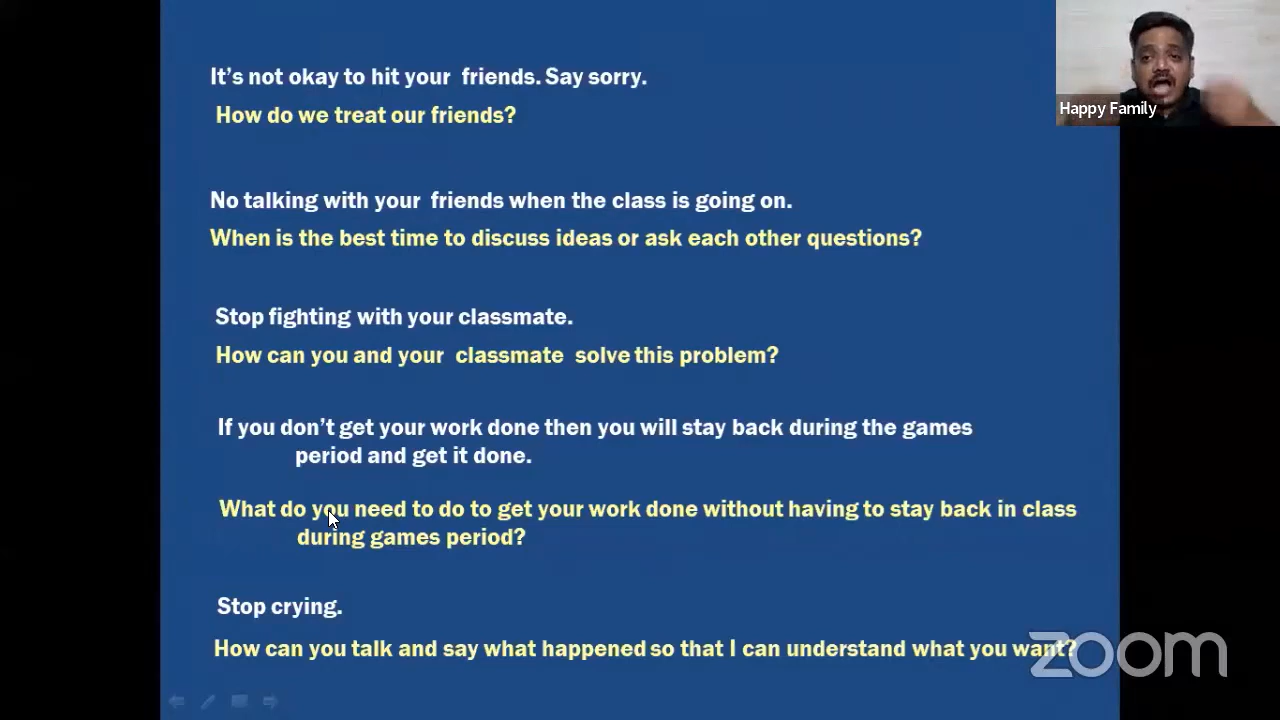 It's not okay to hit your friends. Say sorry.
How do we treat our friends?
Happy Family
No talking with your friends when the class is going on.
When is the best time to discuss ideas or ask each other questions?
Stop fighting with your classmate.
How can you and your classmate solve this problem?
If you don't get your work done then you will stay back during the games
period and get it done.
What do you need to do to get your work done without having to stay back in class
during games period?
Stop crying.
How can you talk and say what happened so that I can understand what you want?
zoom